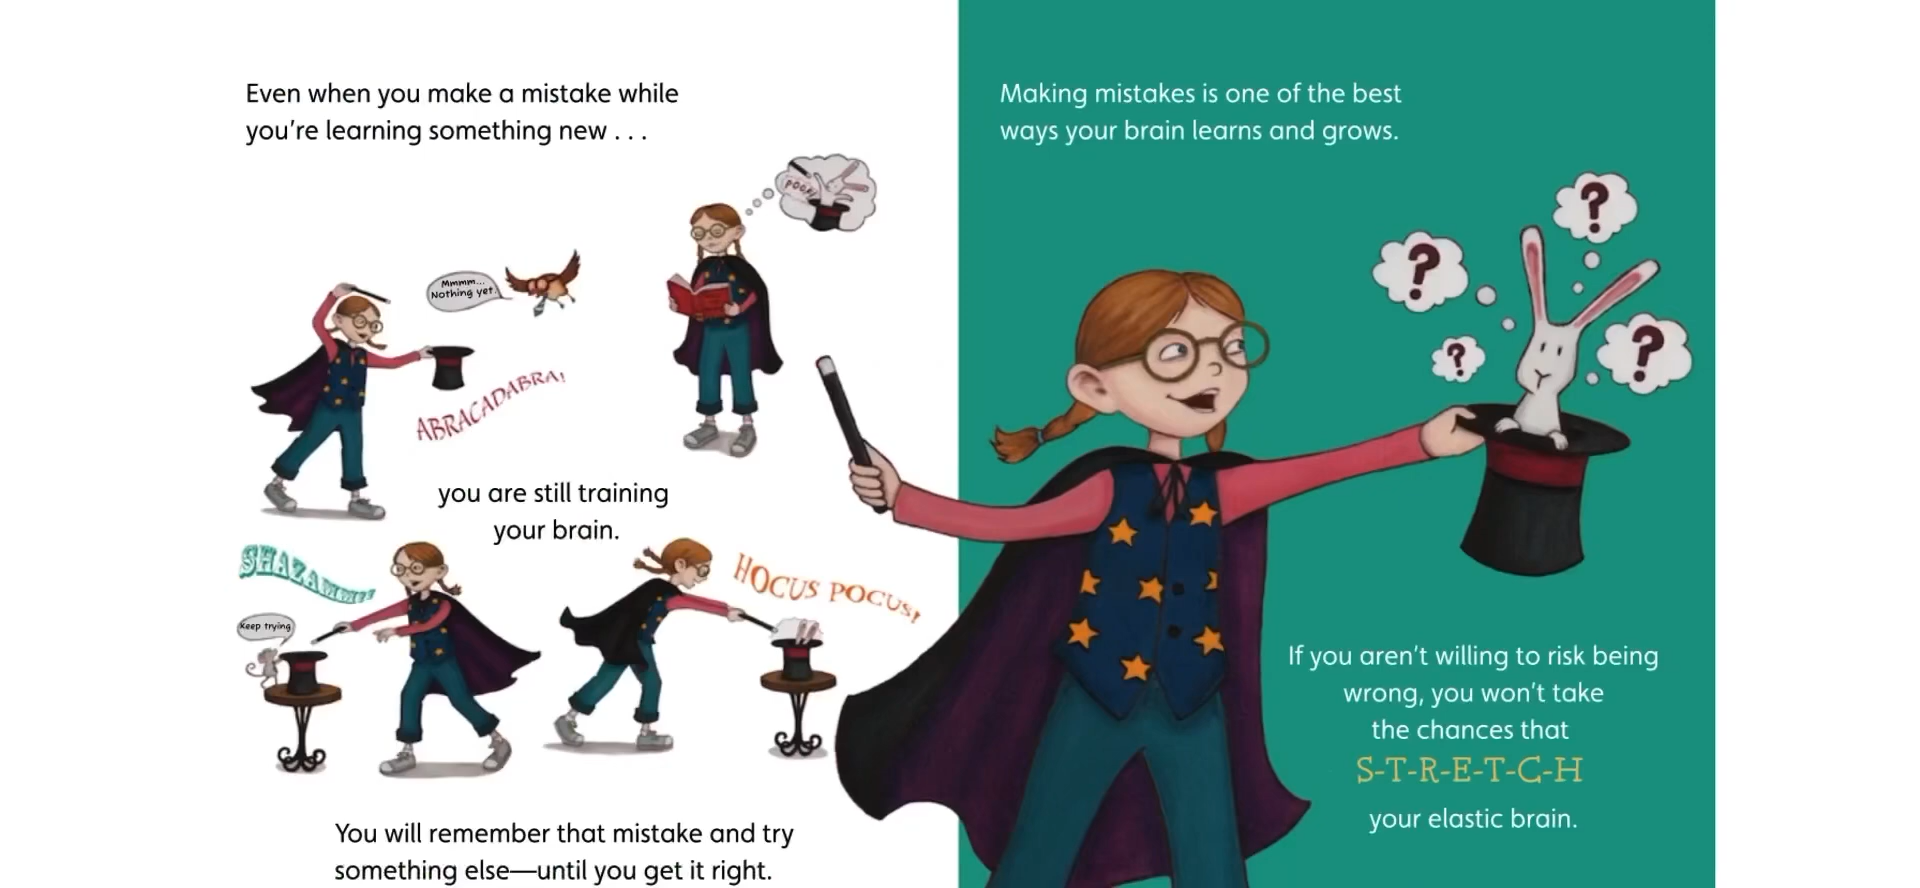 Even when you make a mistake while
you're learning something new . . .
POOF!
Mmmm...
Nothing yet.
ABRACADABRA!
you are still training
your brain.
SHAZAMMM!!
Keep trying
HOCUS POCUS!
You will remember that mistake and try
something else—until you get it right.
Making mistakes is one of the best
ways your brain learns and grows.
?
?
?
?
If you aren't willing to risk being
wrong, you won't take
the chances that
S-T-R-E-T-C-H
your elastic brain.